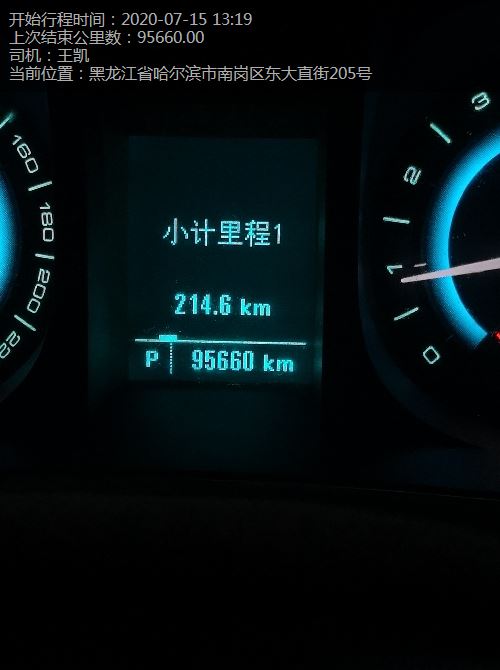 开始行程时间：2020-07-15 13:19
上次结束公里数：95660.00
司机：王凯
当前位置：黑龙江省哈尔滨市南岗区东大直街205号
160
180
200
22
小计里程1
214.6 km
P 95660 km
3
2
1
0